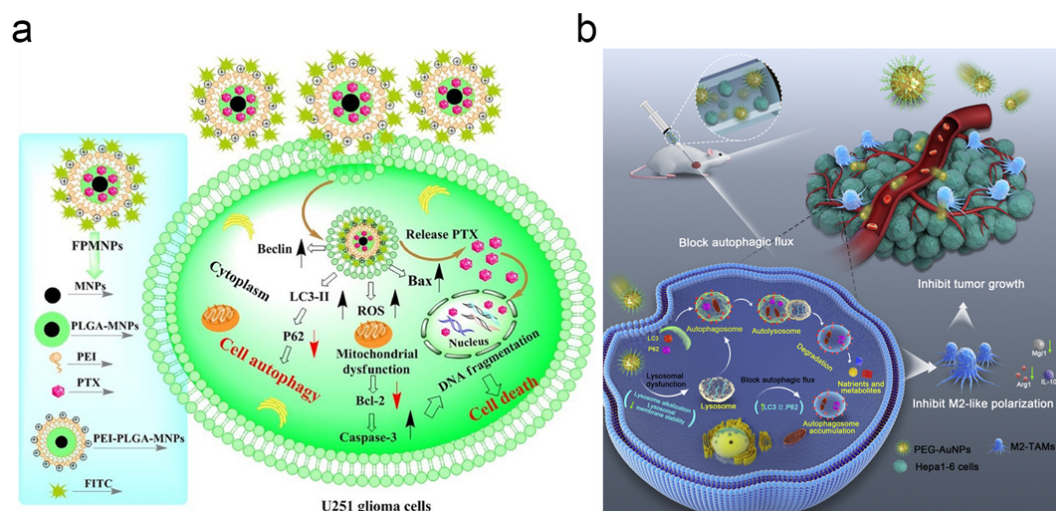 a
FPMNPs
MNPs
PLGA-MNPs
PEI
PTX
PEI-PLGA-MNPs
FITC
Release PTX
Beclin
Cytoplasm
Bax
LC3-II
ROS
Nucleus
P62
Mitochondrial
dysfunction
Cell autophagy
DNA fragmentation
Bcl-2
Cell death
Caspase-3
U251 glioma cells
b
Block autophagic flux
Inhibit tumor growth
Autophagosome
Autolysosome
LC3
P62
Degradation
Mgl1
Arg1
IL-10
Lysosomal
dysfunction
Lysosome
Block autophagic flux
Natrients and
metabolites
Inhibit M2-like polarization
Lysosome alkalization
Lysosomal
membrane stability
LC3 II P62
Autophagosome
accumulation
PEG-AuNPs
M2-TAMs
Hepa1-6 cells